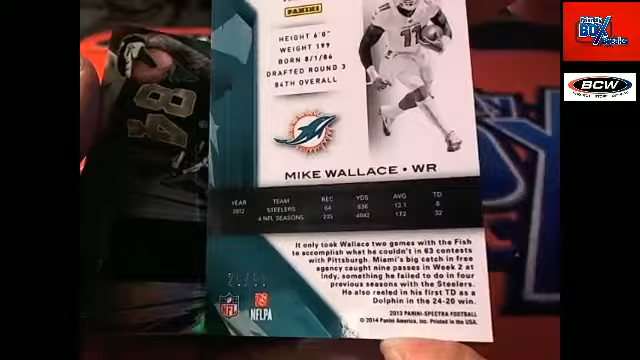 PANINI
HEIGHT 6'0"
WEIGHT 199
BORN 8/1/86
DRAFTED ROUND 3
84TH OVERALL
11
84
MIKE WALLACE • WR
YEAR TEAM REC YDS AVG TD
2012 STEELERS 64 836 13.1 8
4 NFL SEASONS 235 4042 17.2 32
It only took Wallace two games with the Fish
to accomplish what he couldn't in 63 contests
with Pittsburgh. Miami's big catch in free
agency caught nine passes in Week 2 at
Indy, something he failed to do in four
previous seasons with the Steelers.
He also reeled in his first TD as a
Dolphin in the 24-20 win.
2013 PANINI-SPECTRA FOOTBALL
© 2014 Panini America, Inc. Printed in the USA.
NFL
NFLPA
BOX
BCW